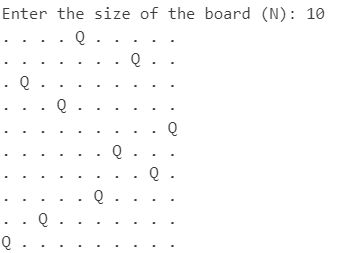 Enter the size of the board (N): 10
. . . . Q . . . . .
. . . . . . . Q . .
. Q . . . . . . . .
. . . Q . . . . . .
. . . . . . . . . Q
. . . . . . Q . . .
. . . . . . . . Q .
. . . . . Q . . . .
. . Q . . . . . . .
Q . . . . . . . . .